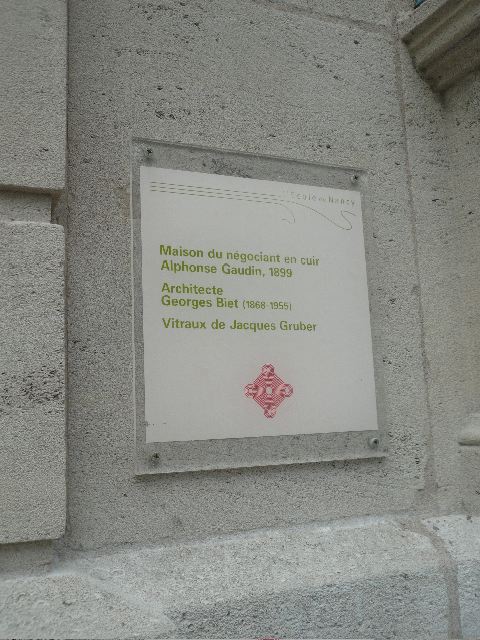 École de Nancy
Maison du négociant en cuir
Alphonse Gaudin, 1899
Architecte
Georges Biet (1868-1955)
Vitraux de Jacques Gruber